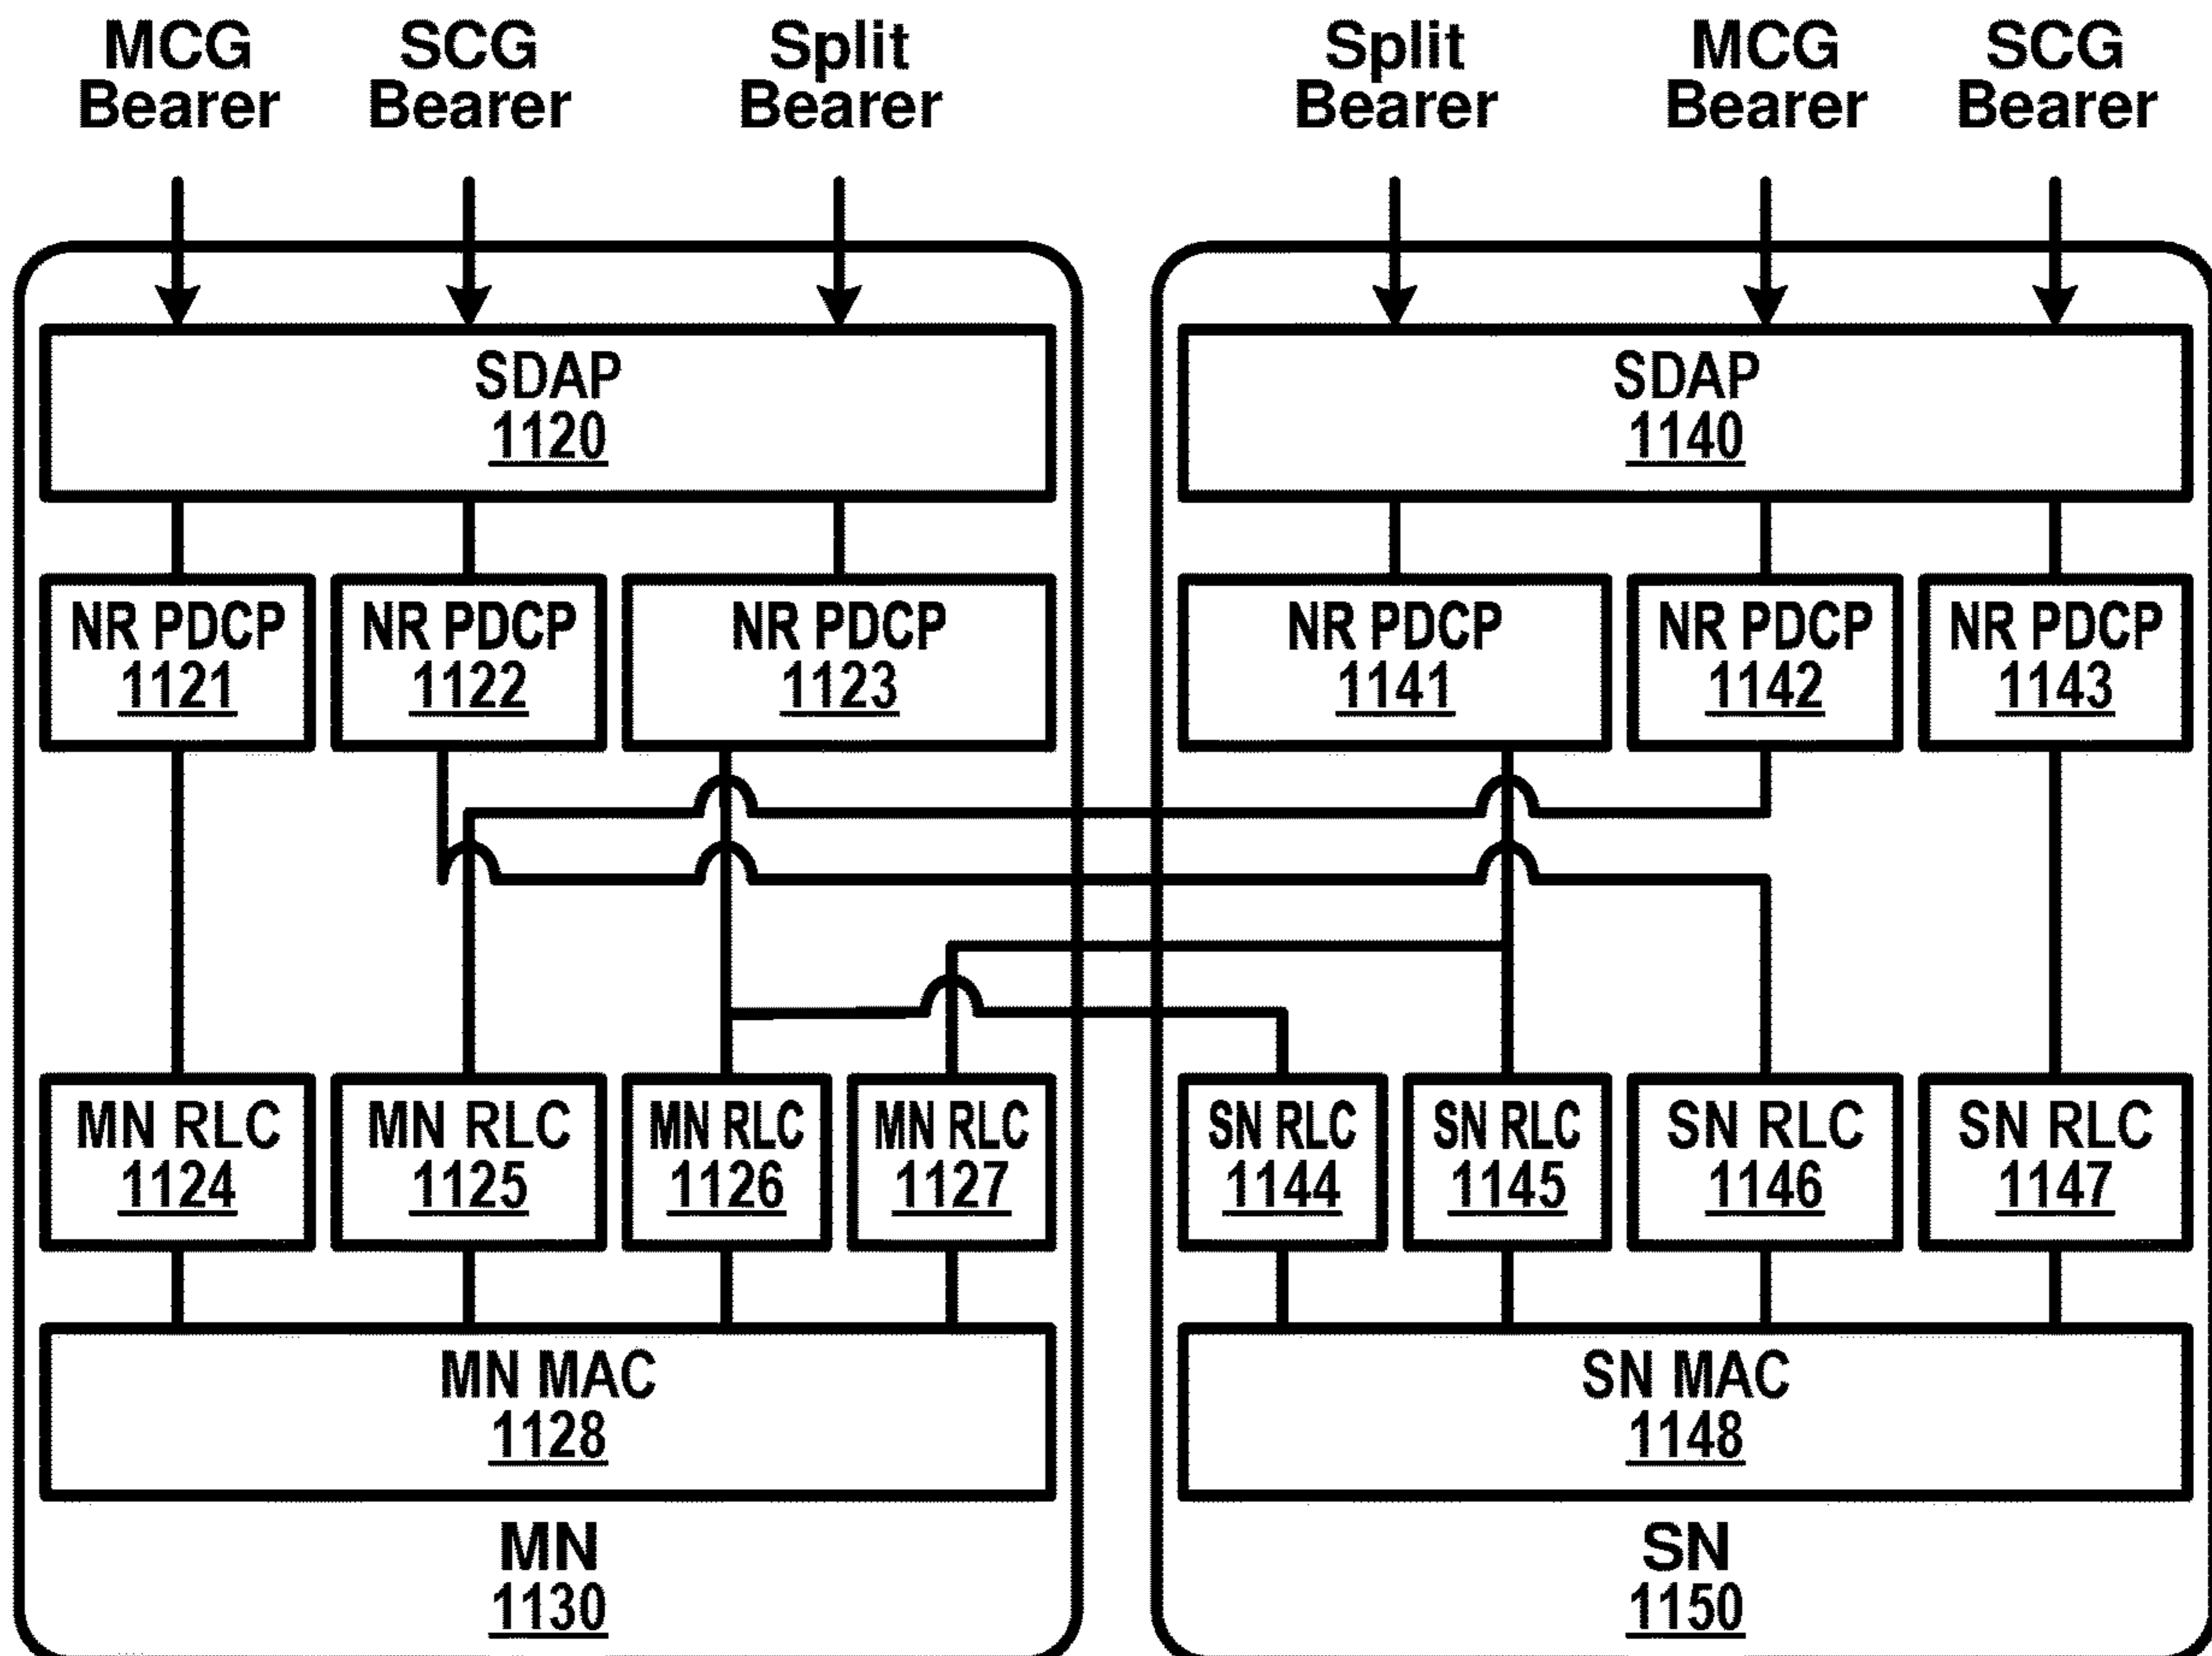 MCG
Bearer
SCG
Bearer
Split
Bearer
Split
Bearer
MCG
Bearer
SCG
Bearer
SDAP
1120
SDAP
1140
NR PDCP
1121
NR PDCP
1122
NR PDCP
1123
NR PDCP
1141
NR PDCP
1142
NR PDCP
1143
MN RLC
1124
MN RLC
1125
MN RLC
1126
MN RLC
1127
SN RLC
1144
SN RLC
1145
SN RLC
1146
SN RLC
1147
MN MAC
1128
SN MAC
1148
MN
1130
SN
1150